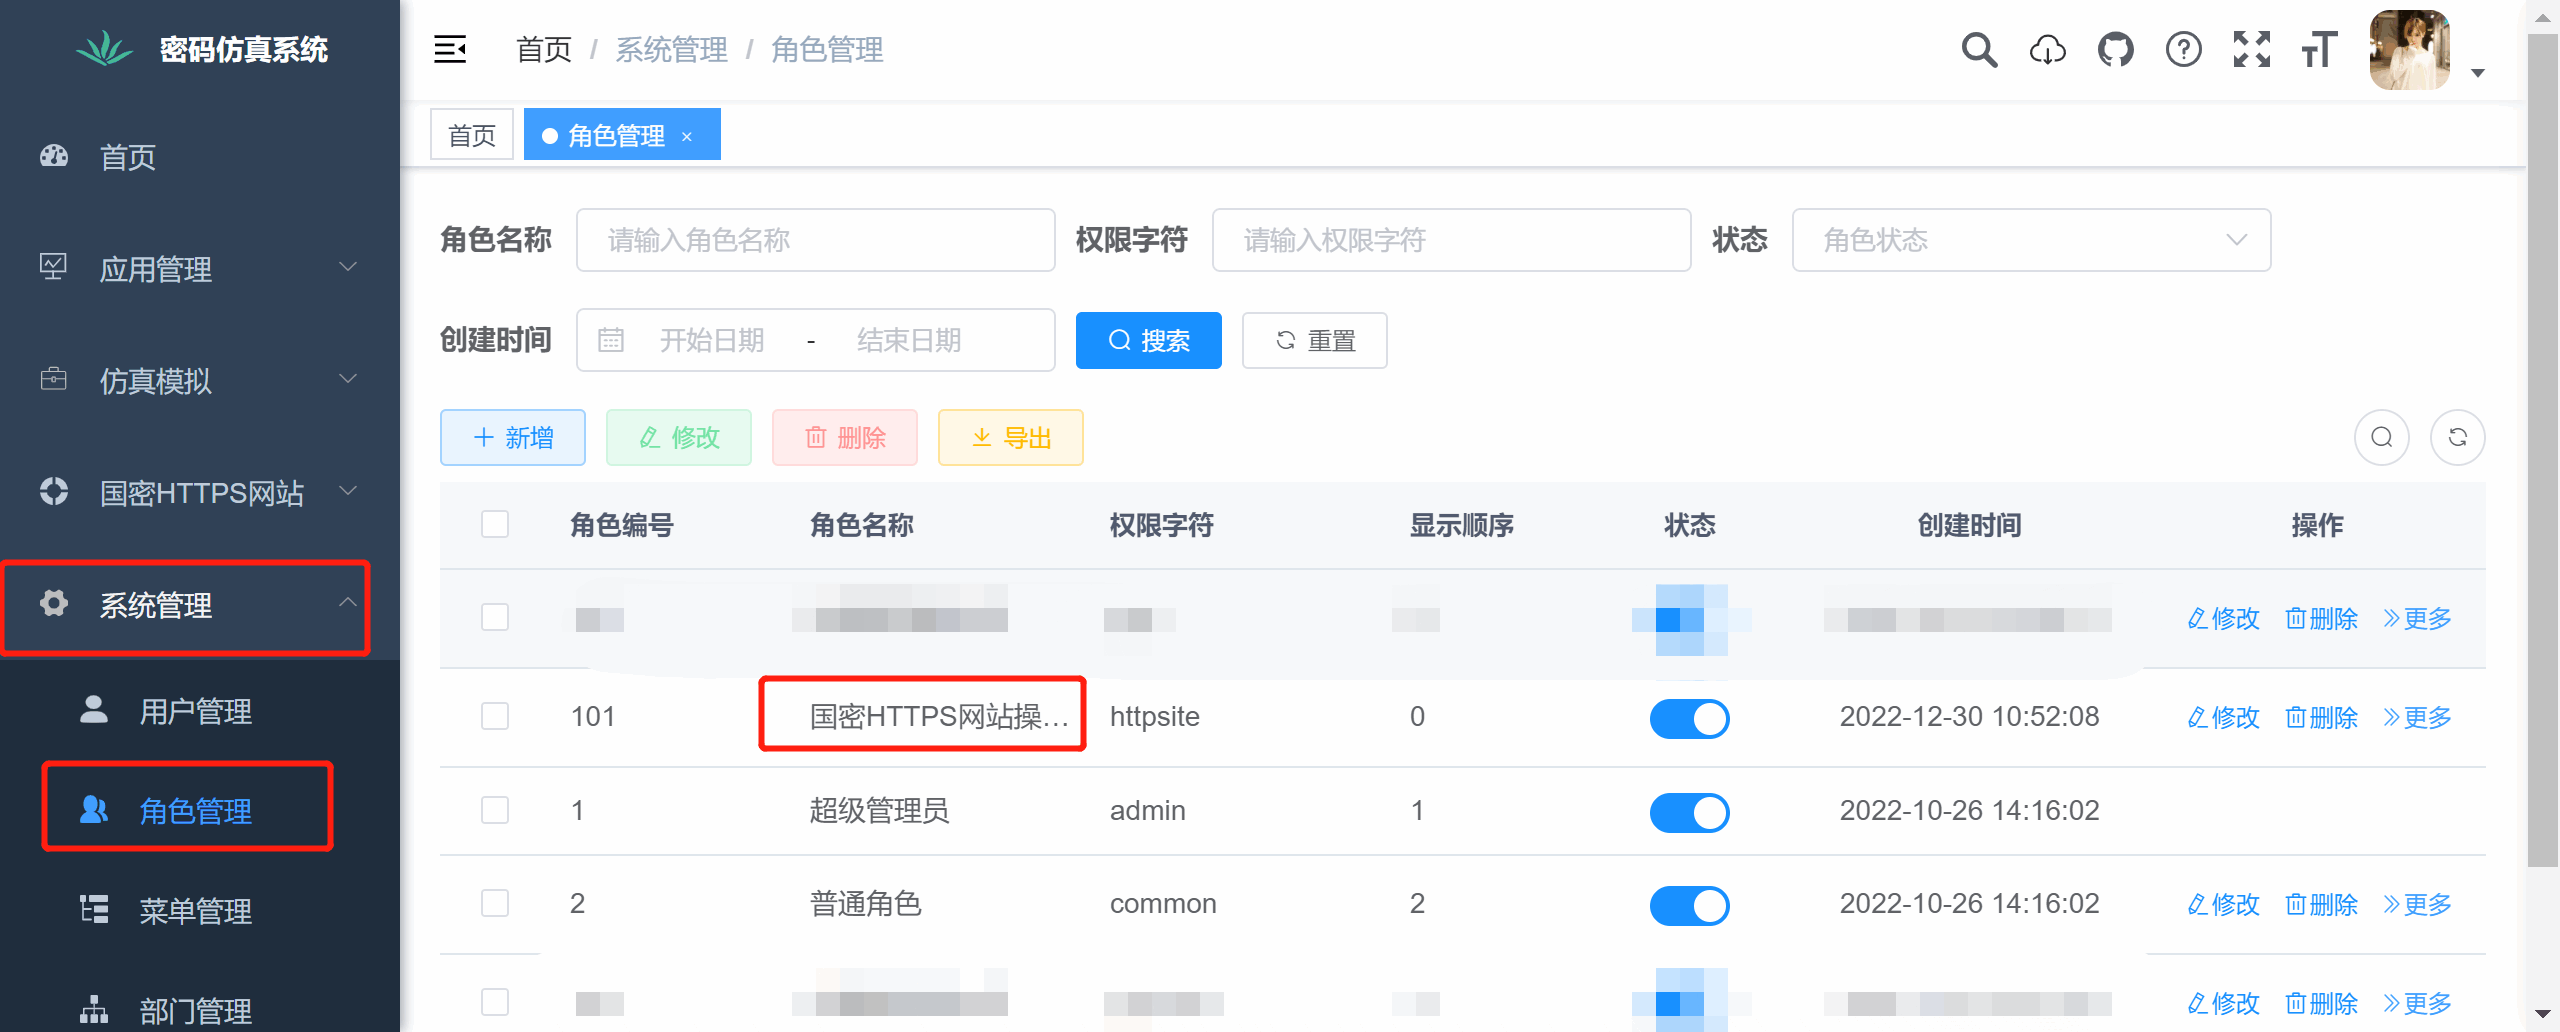 密码仿真系统
首页 / 系统管理 / 角色管理
首页
角色管理 ×
首页
应用管理
仿真模拟
国密HTTPS网站
系统管理
用户管理
角色管理
菜单管理
部门管理
角色名称 请输入角色名称 权限字符 请输入权限字符 状态 角色状态
创建时间 开始日期 - 结束日期 搜索 重置
新增 修改 删除 导出
角色编号 角色名称 权限字符 显示顺序 状态 创建时间 操作
修改 删除 更多
101 国密HTTPS网站操... httpsite 0 2022-12-30 10:52:08 修改 删除 更多
1 超级管理员 admin 1 2022-10-26 14:16:02
2 普通角色 common 2 2022-10-26 14:16:02 修改 删除 更多
修改 删除 更多